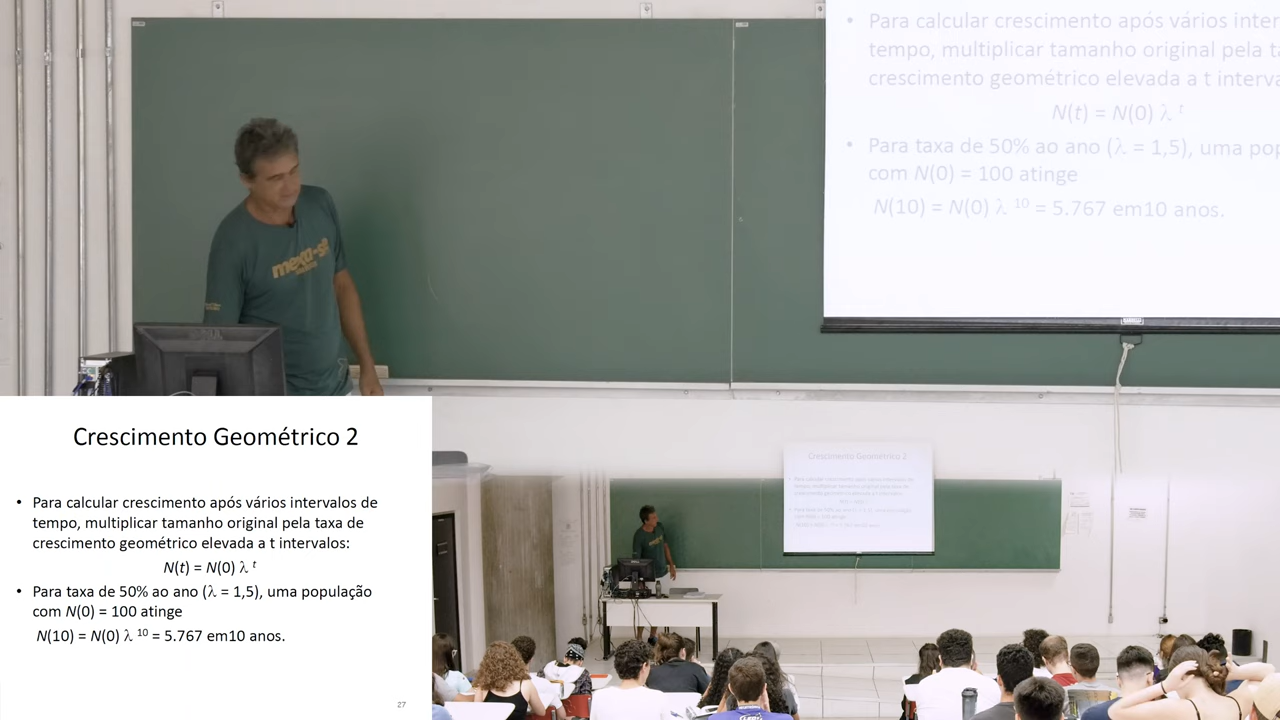 • Para calcular crescimento após vários inter
tempo, multiplicar tamanho original pela ta
crescimento geométrico elevada a t interva
N(t) = N(0) λ ᵗ
• Para taxa de 50% ao ano (λ = 1,5), uma pop
com N(0) = 100 atinge
N(10) = N(0) λ ¹⁰ = 5.767 em10 anos.
mexa-se
Crescimento Geométrico 2
• Para calcular crescimento após vários intervalos de
tempo, multiplicar tamanho original pela taxa de
crescimento geométrico elevada a t intervalos:
N(t) = N(0) λ ᵗ
• Para taxa de 50% ao ano (λ = 1,5), uma população
com N(0) = 100 atinge
N(10) = N(0) λ ¹⁰ = 5.767 em10 anos.
27
Crescimento Geométrico 2